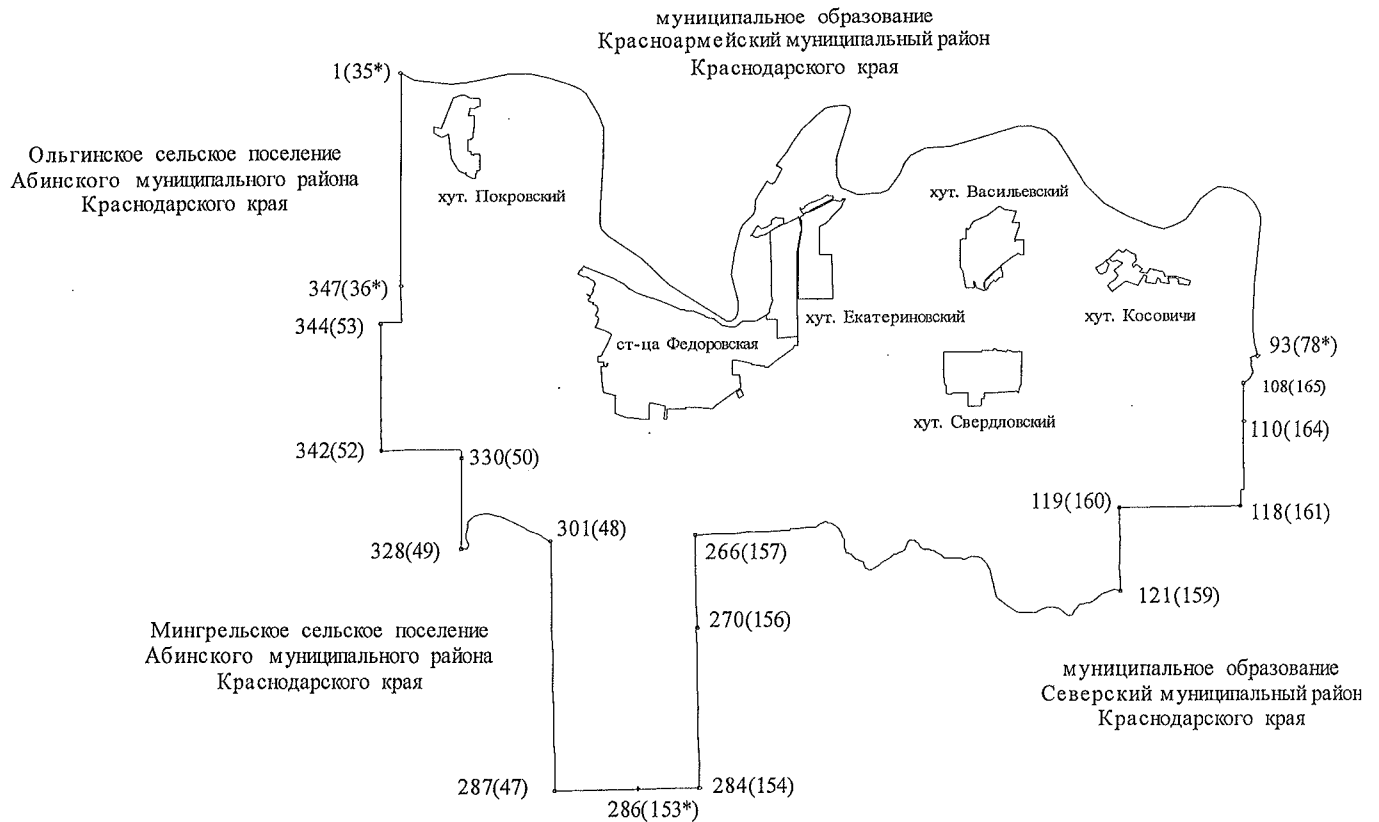 муниципальное образование
Красноармейский муниципальный район
Краснодарского края
1(35*)
Ольгинское сельское поселение
Абинского муниципального района
Краснодарского края
хут. Покровский
хут. Васильевский
347(36*)
344(53)
хут. Екатериновский
хут. Косовичи
ст-ца Федоровская
93(78*)
108(165)
110(164)
хут. Свердловский
342(52)
330(50)
119(160)
118(161)
301(48)
328(49)
266(157)
121(159)
270(156)
Мингрельское сельское поселение
Абинского муниципального района
Краснодарского края
муниципальное образование
Северский муниципальный район
Краснодарского края
287(47)
284(154)
286(153*)